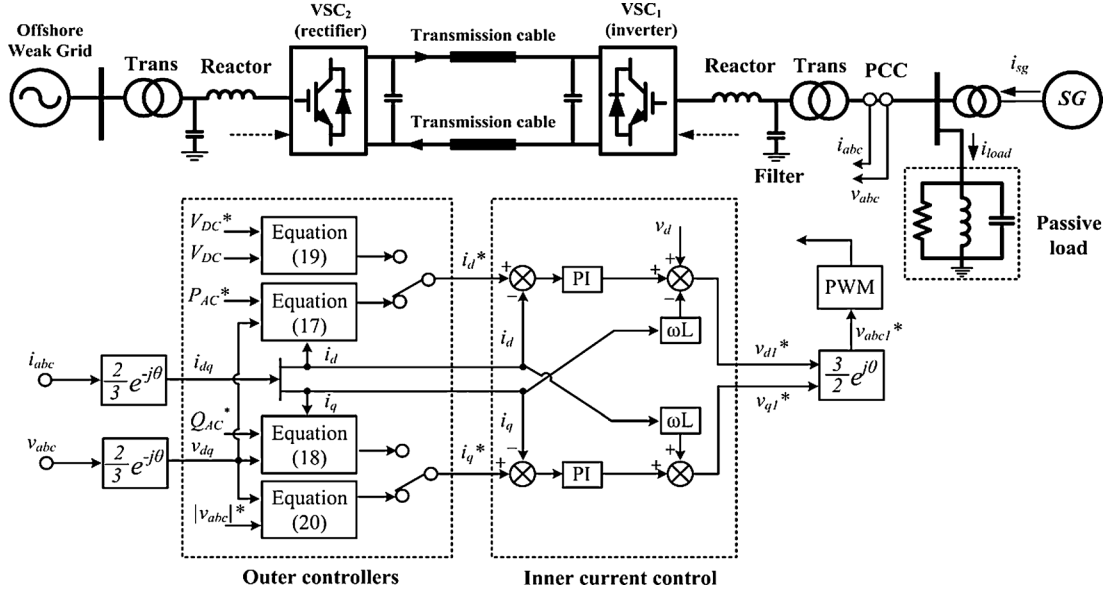 Offshore
Weak Grid
Trans
Reactor
VSC2
(rectifier)
Transmission cable
Transmission cable
VSC1
(inverter)
Reactor
Trans
PCC
isg
SG
iabc
vabc
iload
Filter
Passive
load
VDC*
VDC
Equation
(19)
PAC*
Equation
(17)
id*
id
iabc
2/3 e-jθ
idq
iq
QAC*
Equation
(18)
vabc
2/3 e-jθ
vdq
iq*
|vabc|*
Equation
(20)
Outer controllers
+
−
PI
vd
+
+
−
ωL
id
iq
ωL
−
+
PI
+
+
Inner current control
vd1*
vq1*
3/2 ejθ
vabc1*
PWM